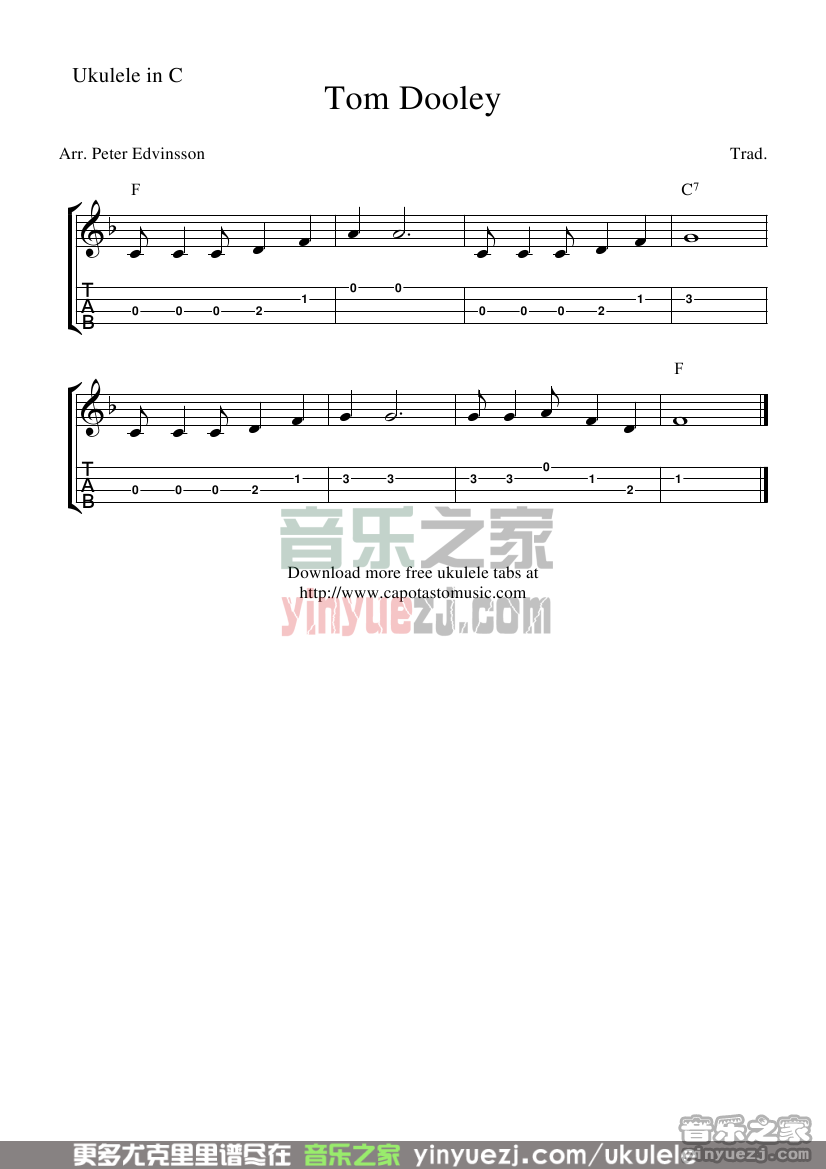 Ukulele in C
Tom Dooley
Arr. Peter Edvinsson
Trad.
F
C7
T
A
B
0 0 0 2 1 0 0 0 0 0 2 1 3
F
T
A
B
0 0 0 2 1 3 3 3 3 0 1 2 1
音乐之家
Download more free ukulele tabs at
http://www.capotastomusic.com
yinyuezj.com
音乐之家
yinyuezj.com
更多尤克里里谱尽在 音乐之家 yinyuezj.com/ukulele